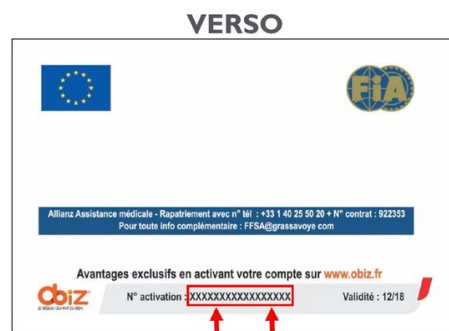 VERSO
FiA
Allianz Assistance médicale - Rapatriement avec n° tél : +33 1 40 25 50 20 + N° contrat : 922353
Pour toute info complémentaire : FFSA@grassavoye com
Avantages exclusifs en activant votre compte sur www.obiz.fr
Obiz
N° activation : XXXXXXXXXXXXXXXXX
Validité : 12/18